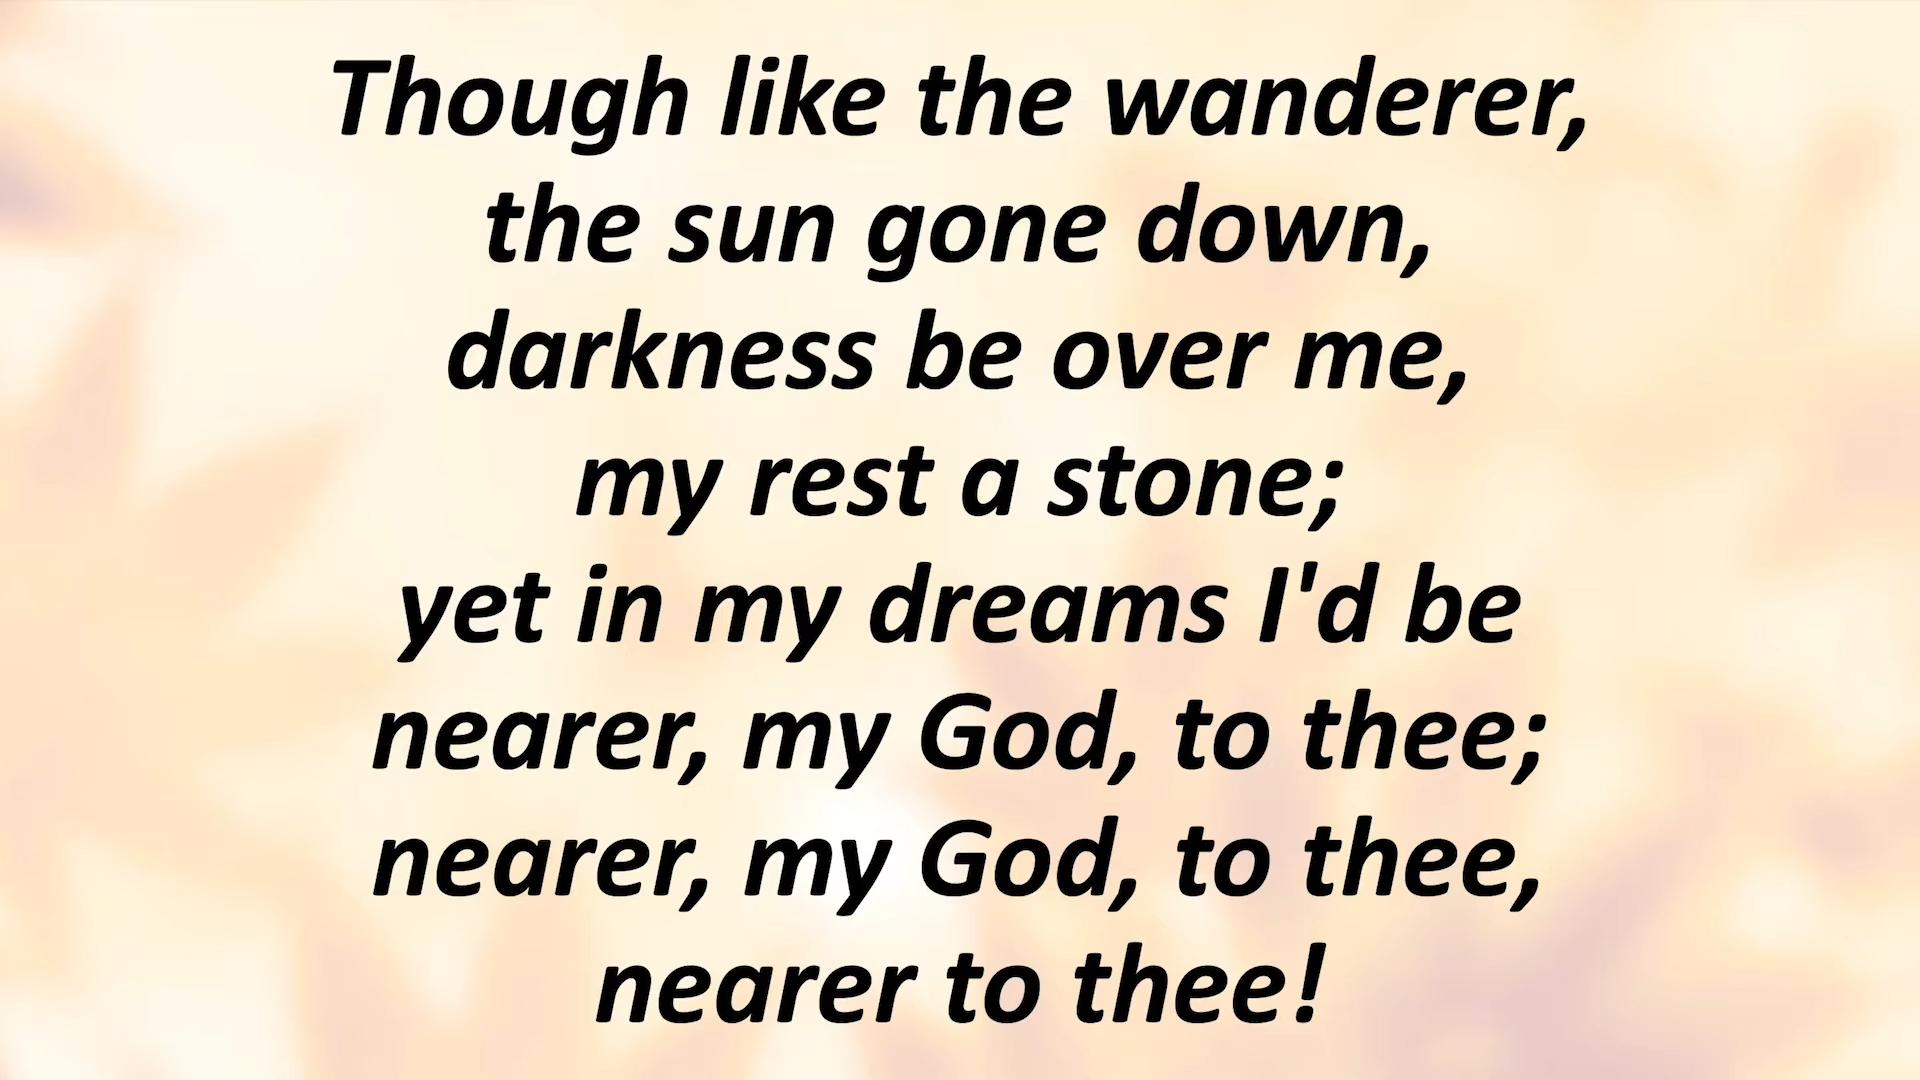 Though like the wanderer,
the sun gone down,
darkness be over me,
my rest a stone;
yet in my dreams I'd be
nearer, my God, to thee;
nearer, my God, to thee,
nearer to thee!